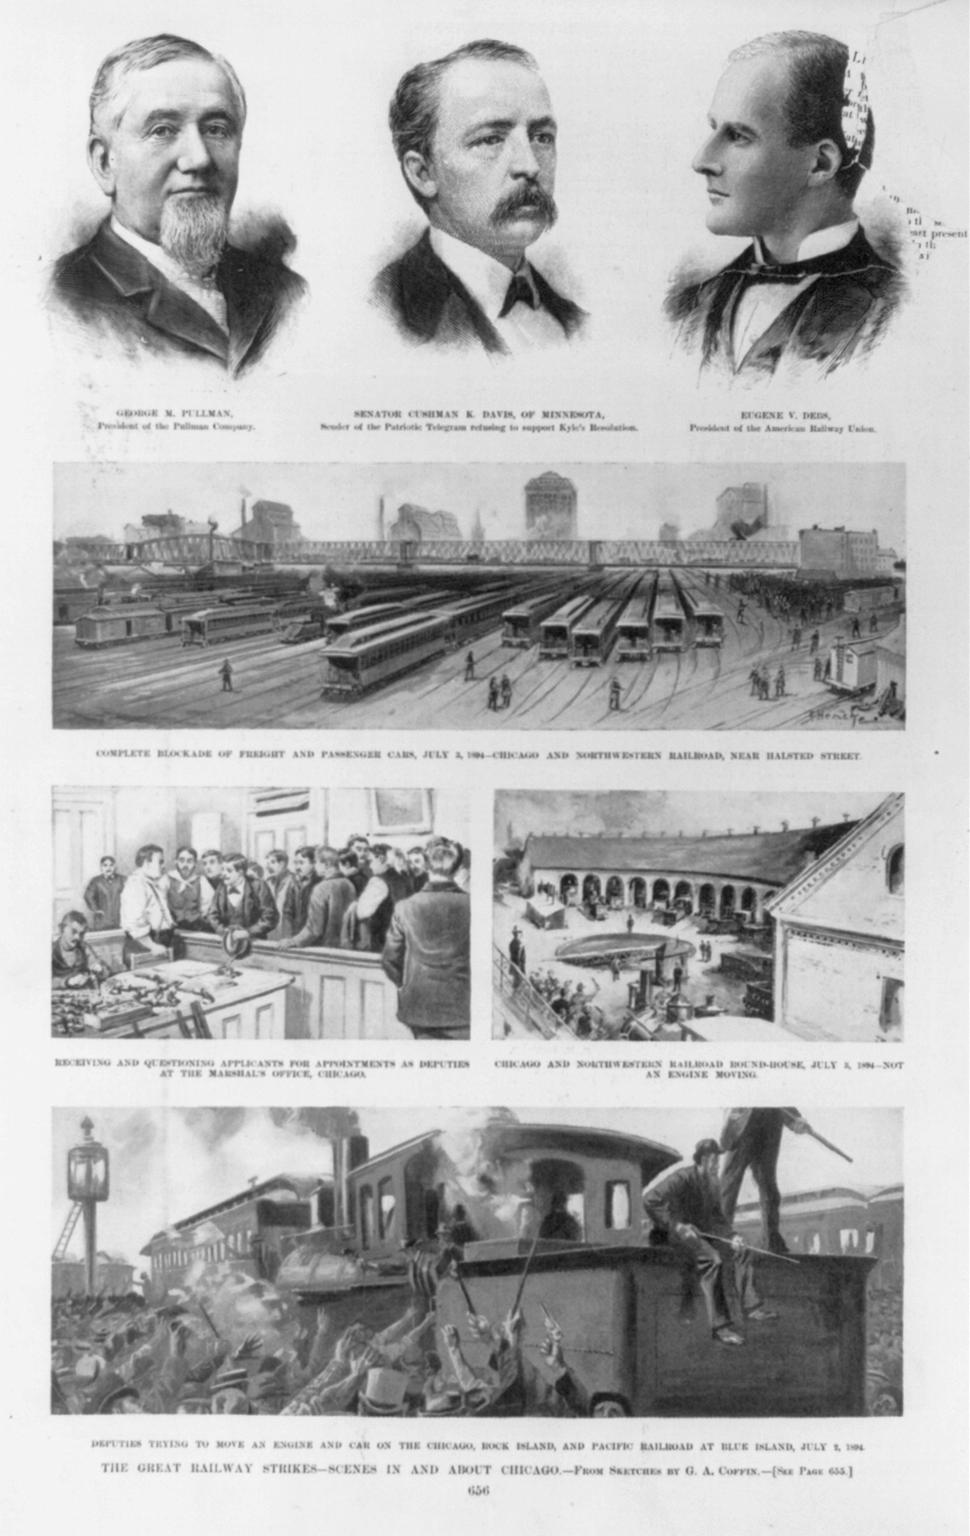 GEORGE M. PULLMAN,
President of the Pullman Company.
SENATOR CUSHMAN K. DAVIS, OF MINNESOTA,
Sender of the Patriotic Telegram refusing to support Kyle's Resolution.
EUGENE V. DEBS,
President of the American Railway Union.
present
COMPLETE BLOCKADE OF FREIGHT AND PASSENGER CARS, JULY 3, 1894—CHICAGO AND NORTHWESTERN RAILROAD, NEAR HALSTED STREET.
RECEIVING AND QUESTIONING APPLICANTS FOR APPOINTMENTS AS DEPUTIES
AT THE MARSHAL'S OFFICE, CHICAGO.
CHICAGO AND NORTHWESTERN RAILROAD ROUND-HOUSE, JULY 3, 1894—NOT
AN ENGINE MOVING.
DEPUTIES TRYING TO MOVE AN ENGINE AND CAR ON THE CHICAGO, ROCK ISLAND, AND PACIFIC RAILROAD AT BLUE ISLAND, JULY 2, 1894.
THE GREAT RAILWAY STRIKES—SCENES IN AND ABOUT CHICAGO.—From Sketches by G. A. Coffin.—[See Page 655.]
656